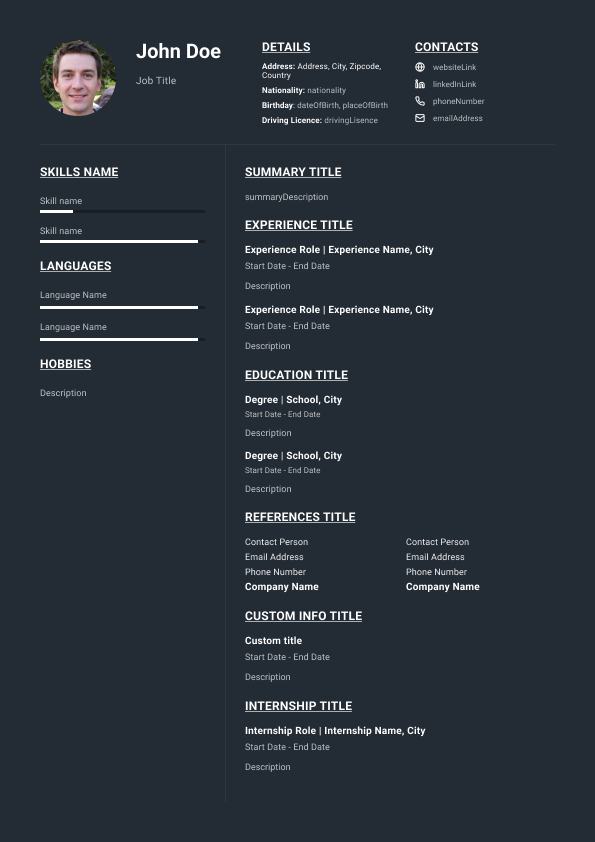 John Doe
Job Title
DETAILS
Address: Address, City, Zipcode,
Country
Nationality: nationality
Birthday: dateOfBirth, placeOfBirth
Driving Licence: drivingLisence
CONTACTS
websiteLink
linkedInLink
phoneNumber
emailAddress
SKILLS NAME
Skill name
Skill name
LANGUAGES
Language Name
Language Name
HOBBIES
Description
SUMMARY TITLE
summaryDescription
EXPERIENCE TITLE
Experience Role | Experience Name, City
Start Date - End Date
Description
Experience Role | Experience Name, City
Start Date - End Date
Description
EDUCATION TITLE
Degree | School, City
Start Date - End Date
Description
Degree | School, City
Start Date - End Date
Description
REFERENCES TITLE
Contact Person
Email Address
Phone Number
Company Name
Contact Person
Email Address
Phone Number
Company Name
CUSTOM INFO TITLE
Custom title
Start Date - End Date
Description
INTERNSHIP TITLE
Internship Role | Internship Name, City
Start Date - End Date
Description